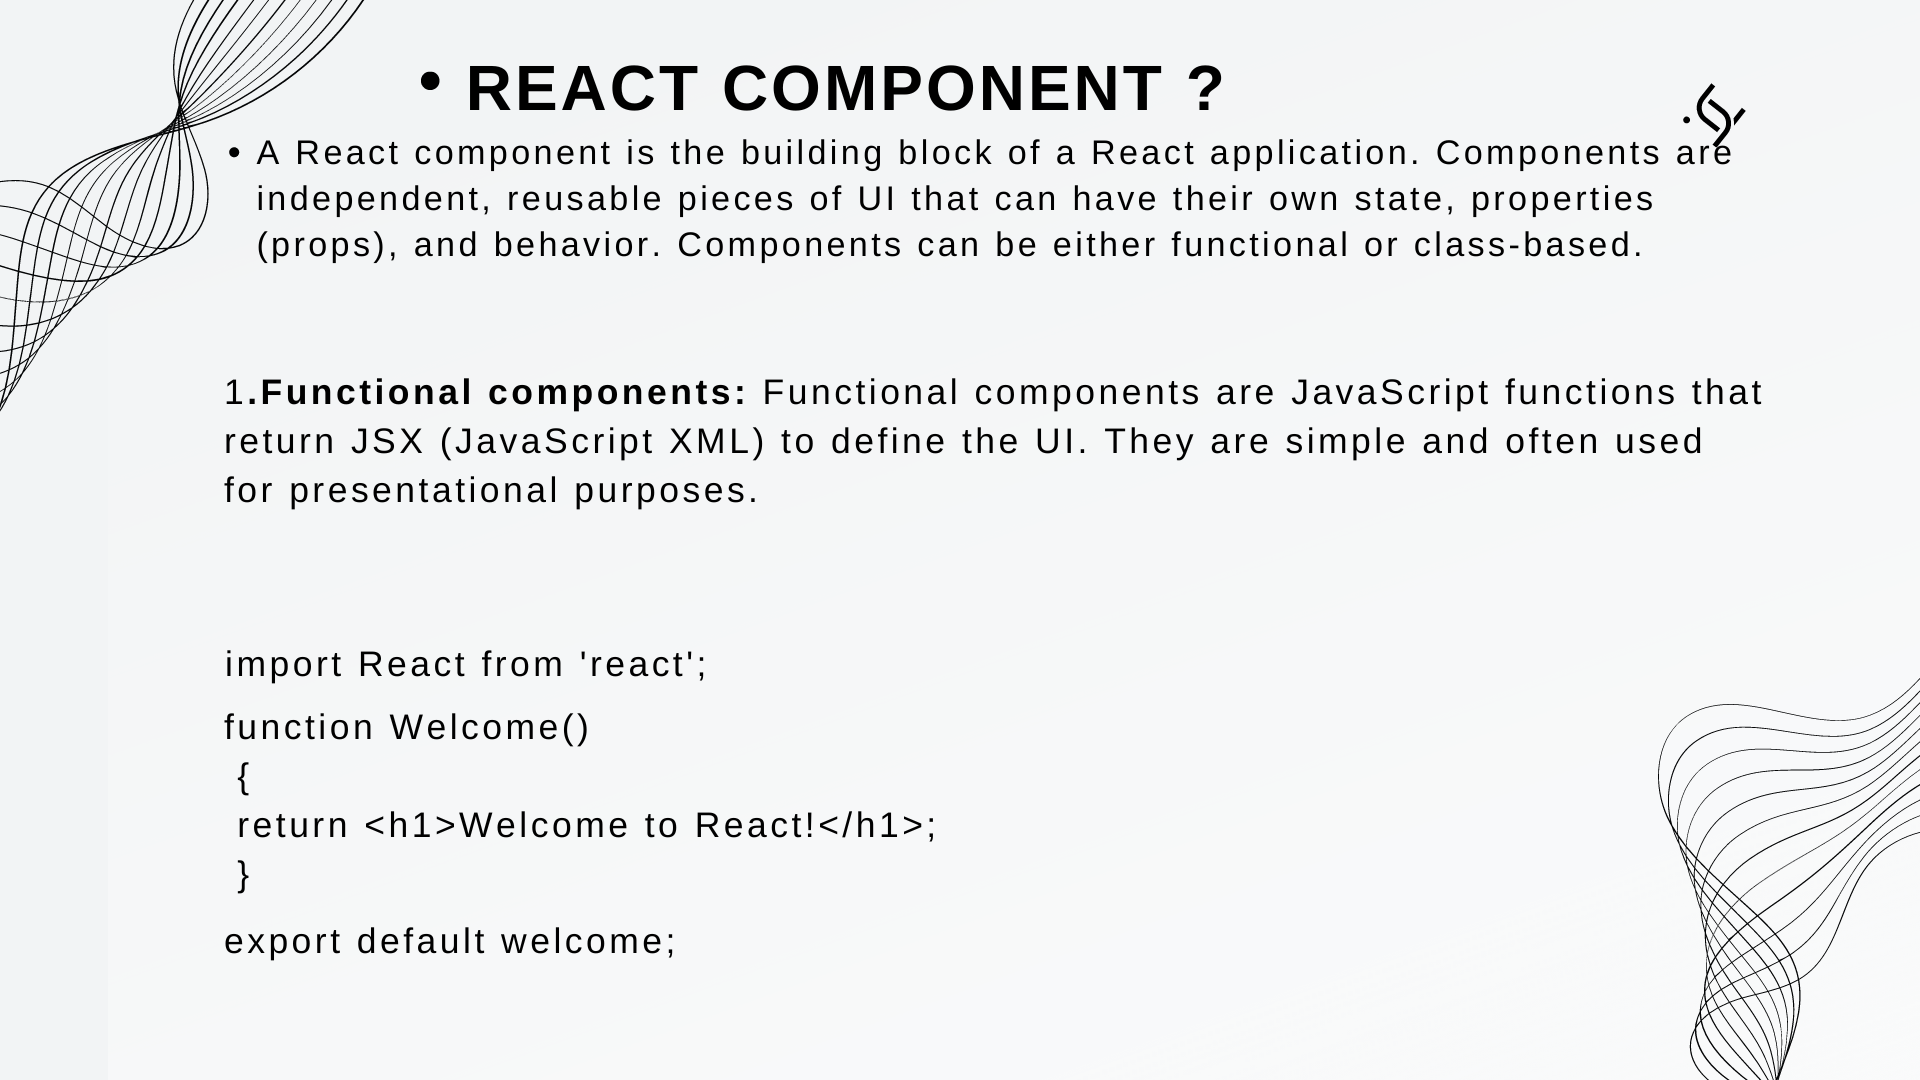 • REACT COMPONENT ?
• A React component is the building block of a React application. Components are
independent, reusable pieces of UI that can have their own state, properties
(props), and behavior. Components can be either functional or class-based.
1.Functional components: Functional components are JavaScript functions that
return JSX (JavaScript XML) to define the UI. They are simple and often used
for presentational purposes.
import React from 'react';
function Welcome()
{
return <h1>Welcome to React!</h1>;
}
export default welcome;